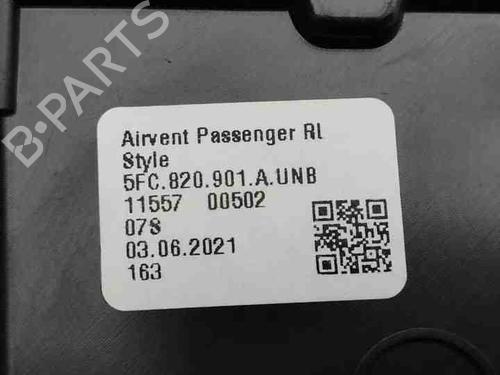 Airvent Passenger RL
Style
5FC.820.901.A.UNB
11557 00502
078
03.06.2021
163
B-PARTS